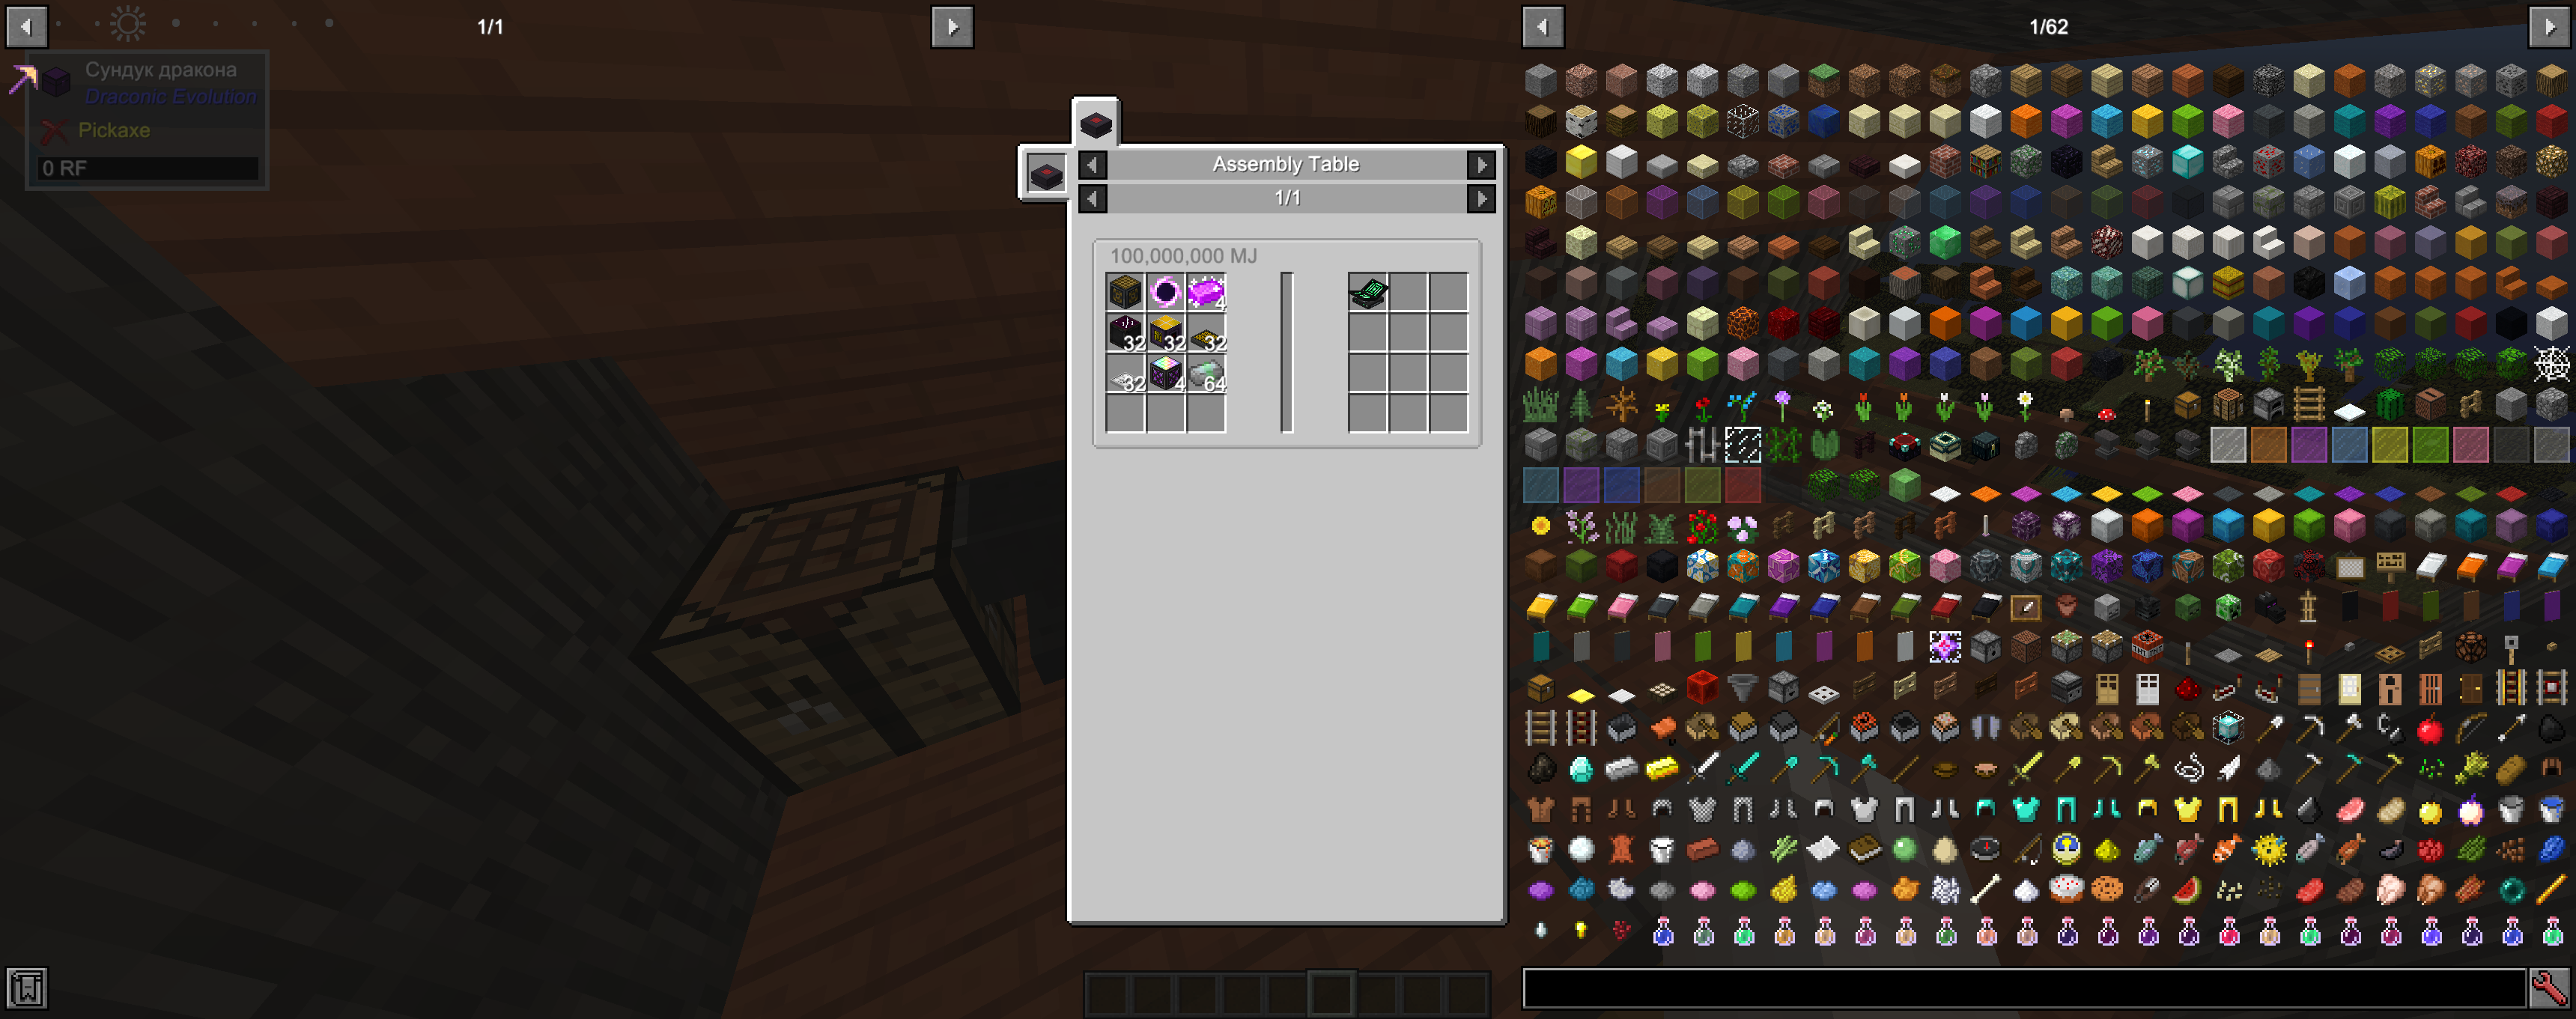 1/1
1/62
Сундук дракона
Draconic Evolution
Pickaxe
0 RF
Assembly Table
1/1
100,000,000 MJ
4
32 32 32
32 4 64